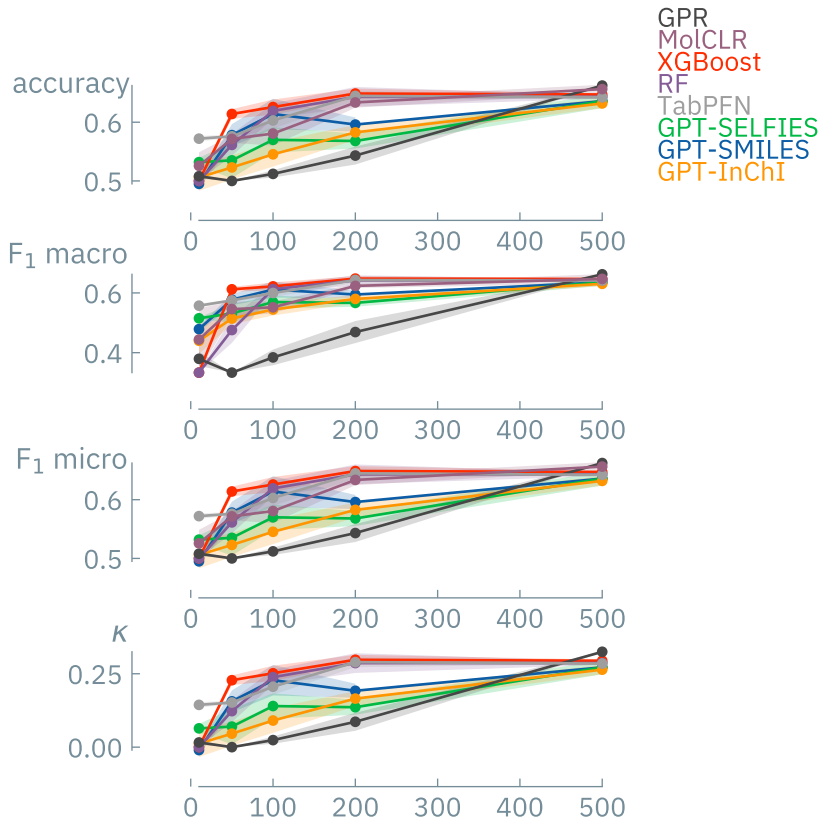 GPR
MolCLR
XGBoost
RF
TabPFN
GPT-SELFIES
GPT-SMILES
GPT-InChI
accuracy
0.6
0.5
0 100 200 300 400 500
F₁ macro
0.6
0.4
0 100 200 300 400 500
F₁ micro
0.6
0.5
0 100 200 300 400 500
κ
0.25
0.00
0 100 200 300 400 500